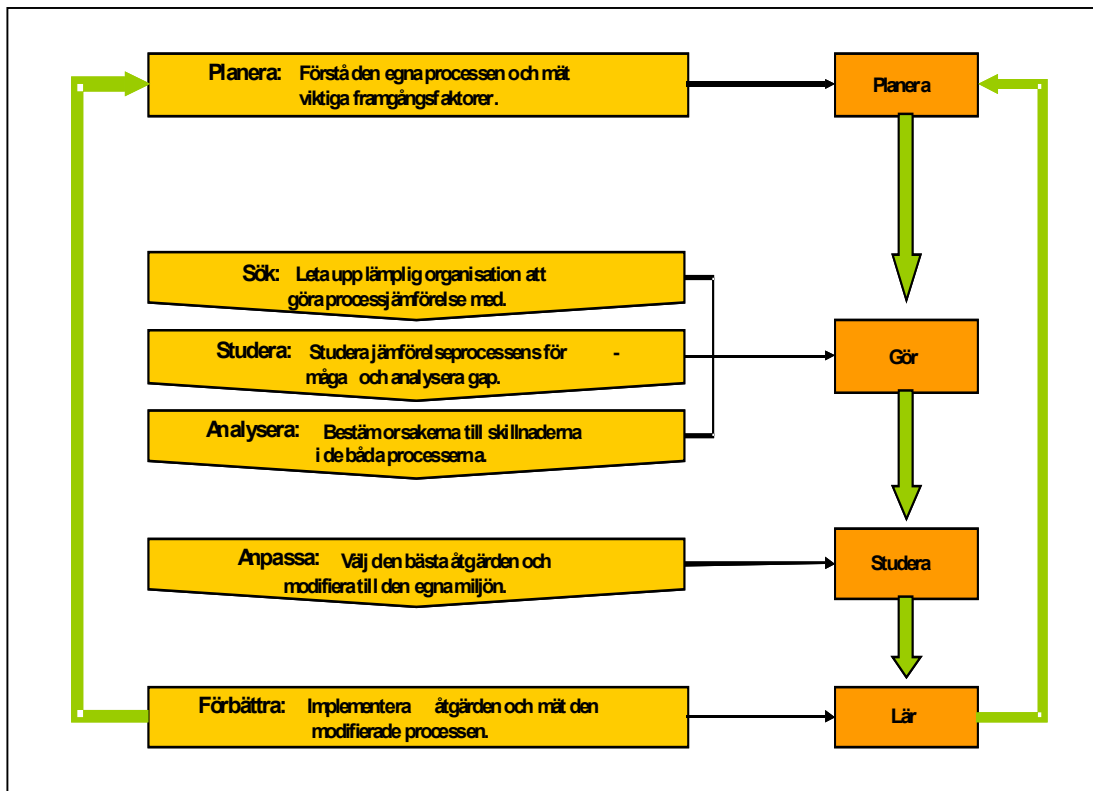 Planera: Förstå den egna processen och mät
viktiga framgångsfaktorer.
Planera
Sök: Leta upp lämplig organisation att
göra processjämförelse med.
Studera: Studera jämförelseprocessens för -
måga och analysera gap.
Gör
Analysera: Bestäm orsakerna till skillnaderna
i de båda processerna.
Anpassa: Välj den bästa åtgärden och
modifiera till den egna miljön.
Studera
Förbättra: Implementera åtgärden och mät den
modifierade processen.
Lär